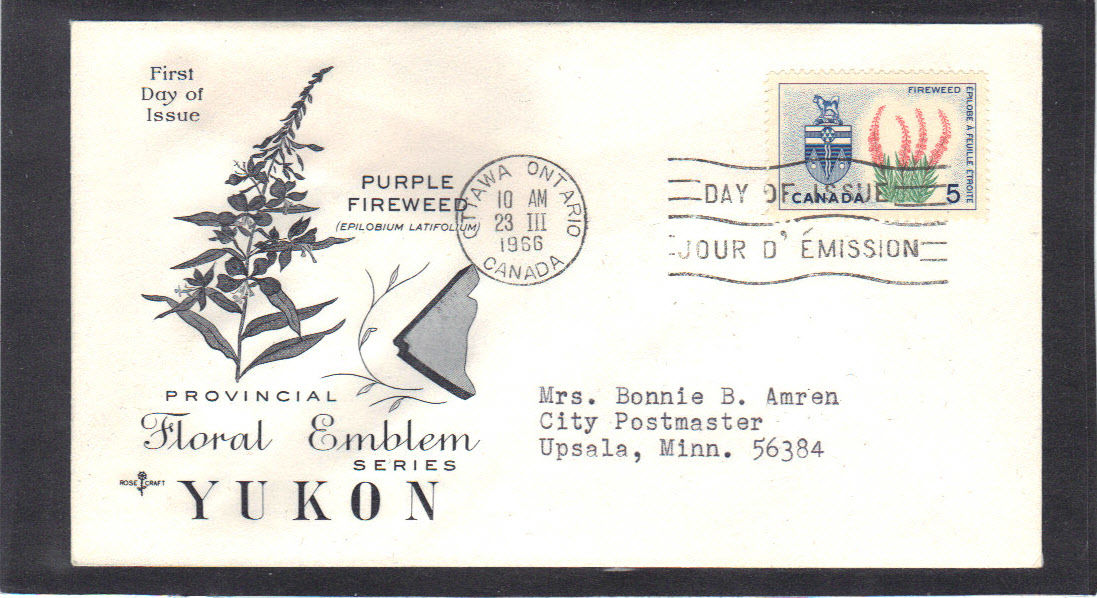 First
Day of
Issue
PURPLE
FIREWEED
(EPILOBIUM LATIFOLIUM)
OTTAWA ONTARIO
10 AM
23 III
1966
CANADA
FIREWEED
ÉPILOBE À FEUILLE ÉTROITE
CANADA 5
DAY OF ISSUE
JOUR D' ÉMISSION
Mrs. Bonnie B. Amren
City Postmaster
Upsala, Minn. 56384
PROVINCIAL
Floral Emblem
SERIES
YUKON
ROSE CRAFT